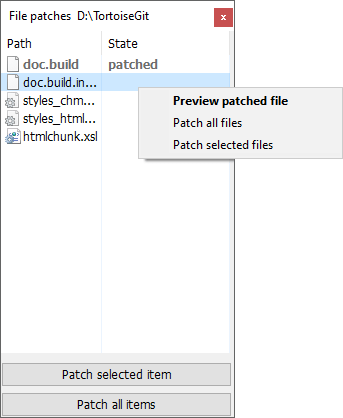 File patches D:\TortoiseGit
Path State
doc.build patched
doc.build.in...
Preview patched file
styles_chm...
Patch all files
styles_html...
Patch selected files
htmlchunk.xsl
Patch selected item
Patch all items